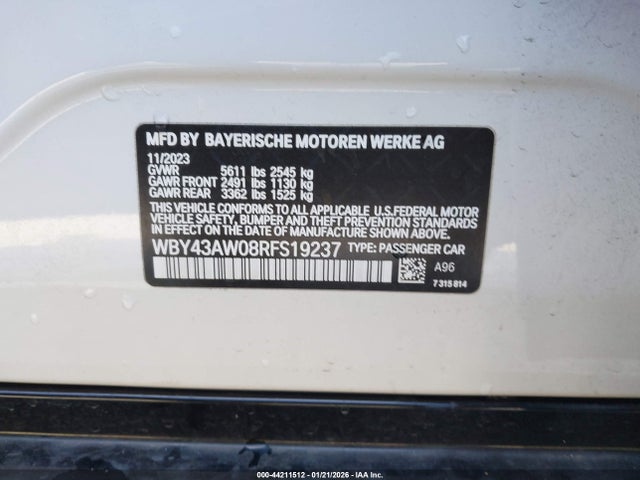 MFD BY BAYERISCHE MOTOREN WERKE AG
11/2023
GVWR 5611 lbs 2545 kg
GAWR FRONT 2491 lbs 1130 kg
GAWR REAR 3362 lbs 1525 kg
THIS VEHICLE CONFORMS TO ALL APPLICABLE U.S.FEDERAL MOTOR
VEHICLE SAFETY, BUMPER AND THEFT PREVENTION STANDARDS
IN EFFECT ON THE DATE OF MANUFACTURE SHOWN ABOVE.
WBY43AW08RFS19237 TYPE: PASSENGER CAR
A96
7 315 814
000-44211512 | 01/21/2026 | IAA Inc.